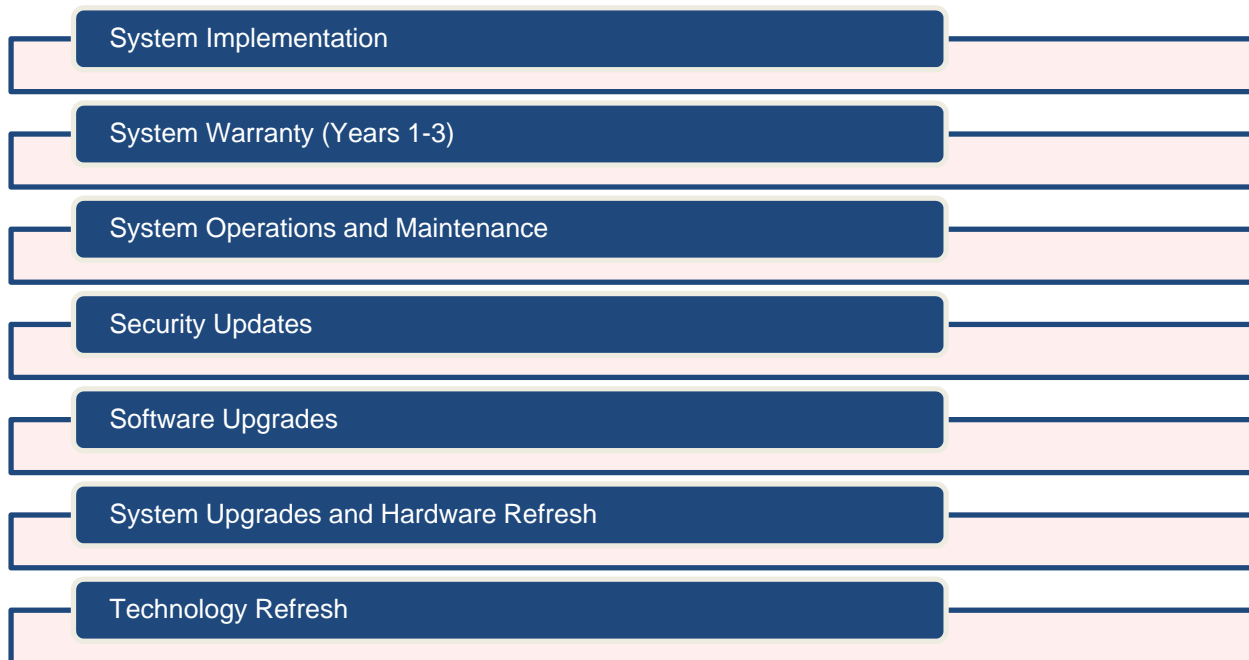 System Implementation
System Warranty (Years 1-3)
System Operations and Maintenance
Security Updates
Software Upgrades
System Upgrades and Hardware Refresh
Technology Refresh